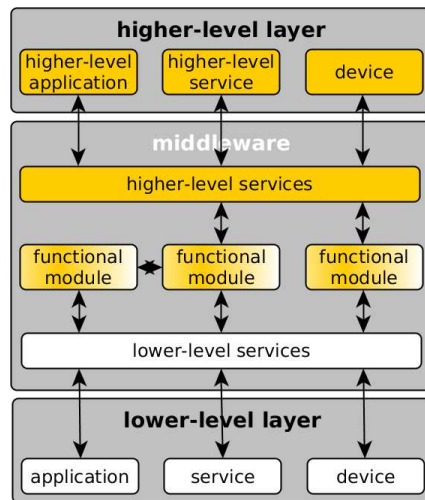 higher-level layer
higher-level
application
higher-level
service
device
middleware
higher-level services
functional
module
functional
module
functional
module
lower-level services
lower-level layer
application
service
device